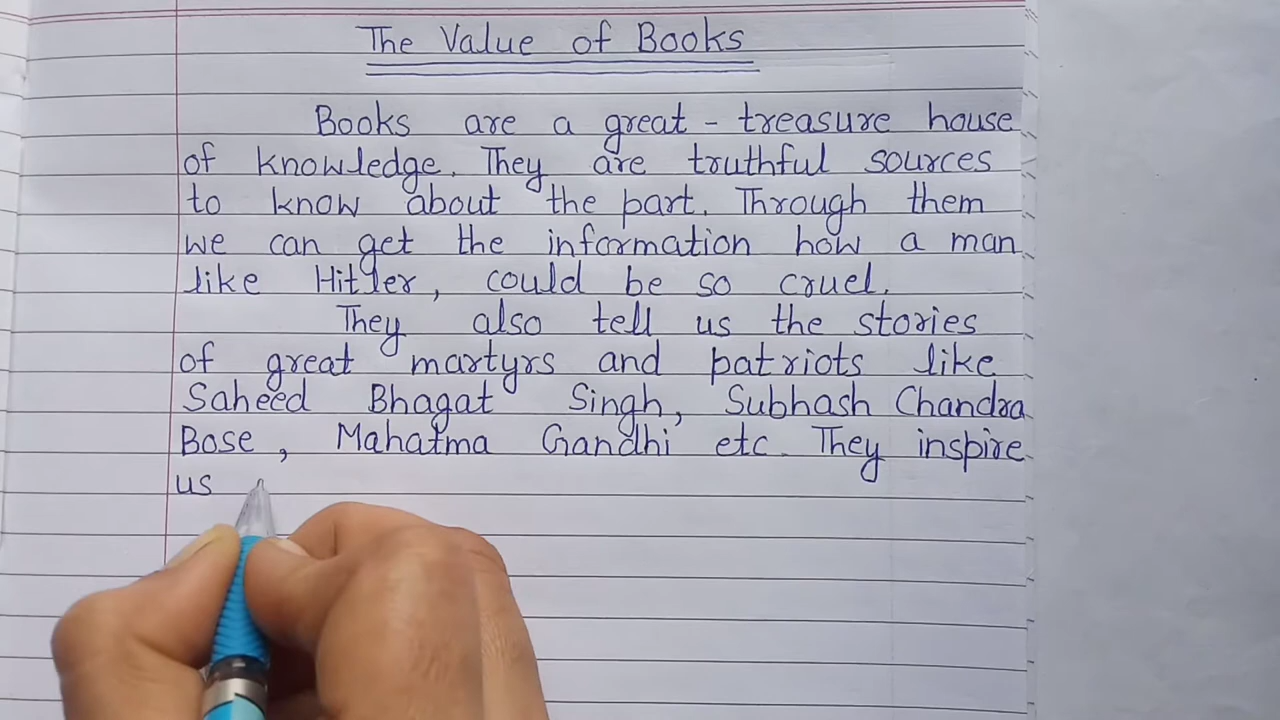 The Value of Books
Books are a great - treasure house
of knowledge. They are truthful sources
to know about the part. Through them
we can get the information how a man
like Hitler, could be so cruel.
They also tell us the stories
of great martyrs and patriots like
Saheed Bhagat Singh, Subhash Chandra
Bose, Mahatma Gandhi etc. They inspire
us